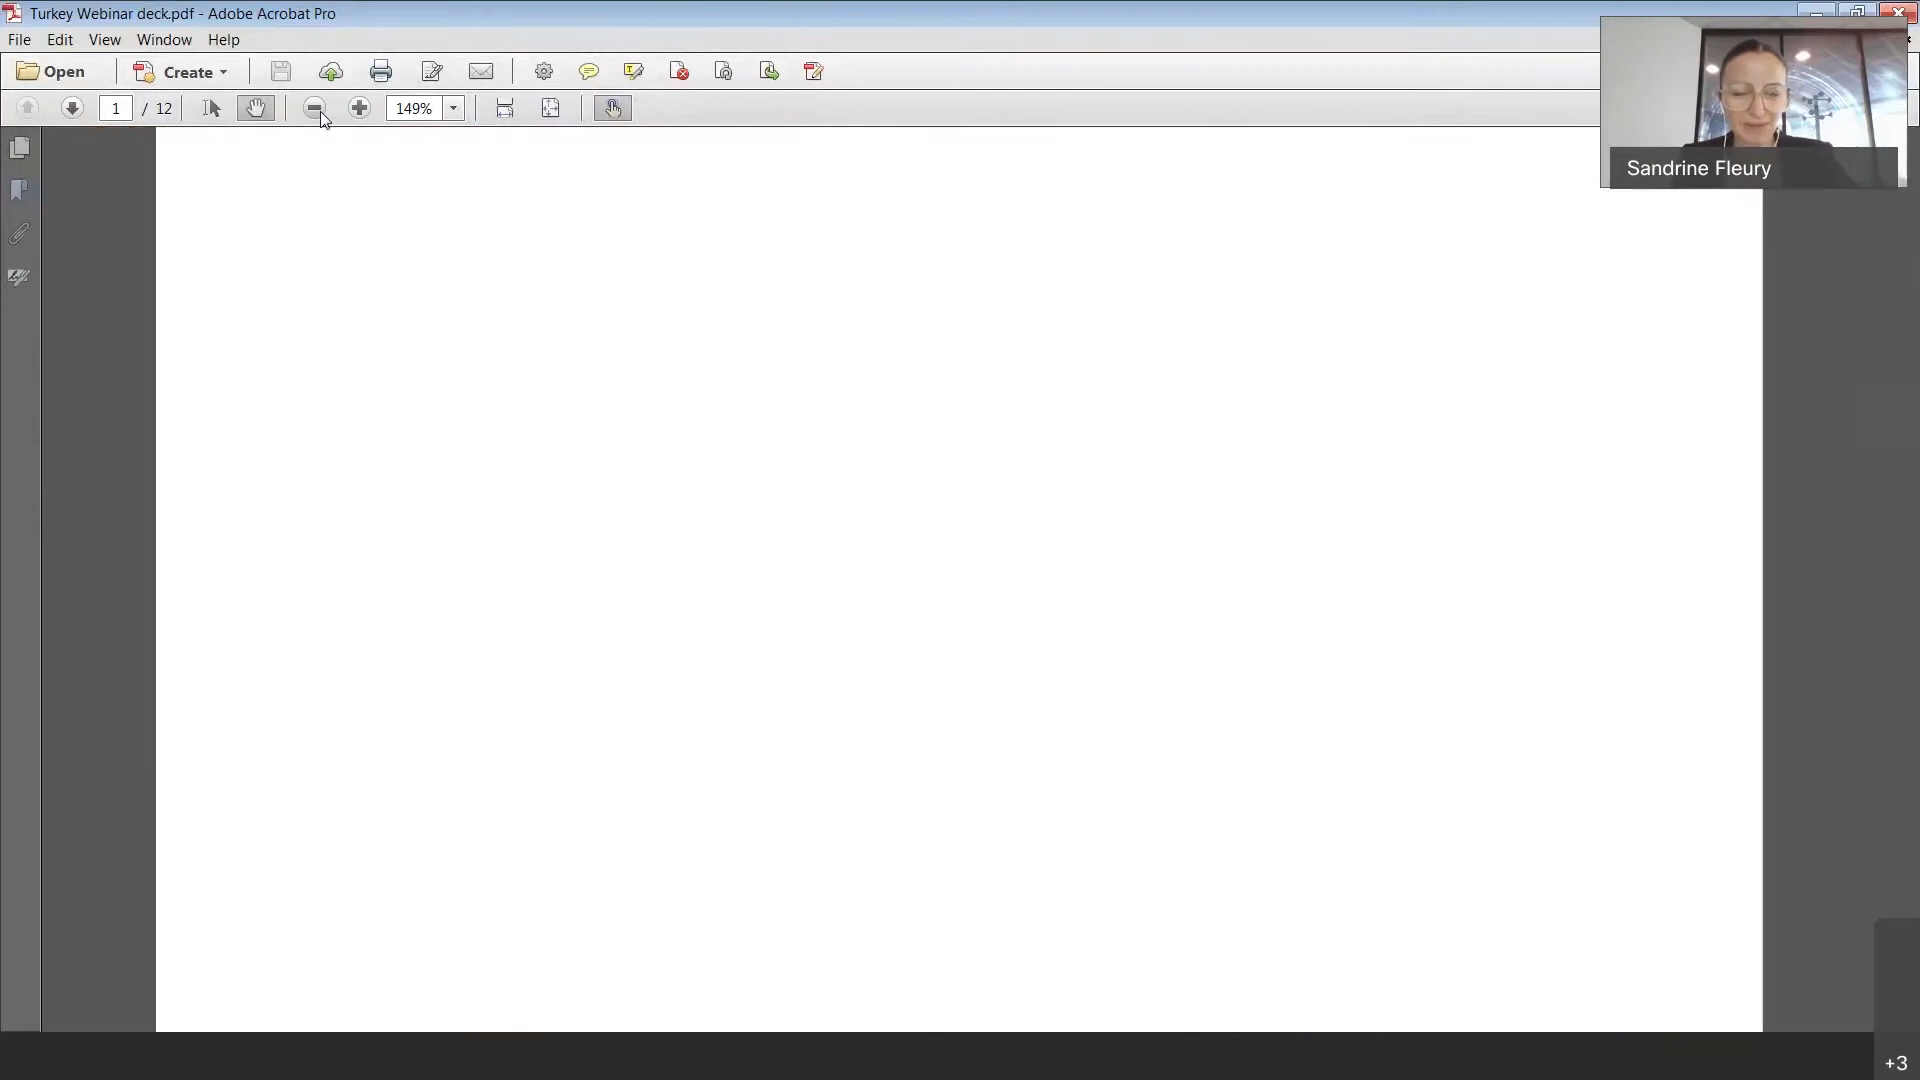 Turkey Webinar deck.pdf - Adobe Acrobat Pro
File Edit View Window Help
Open Create
1 / 12 149%
Sandrine Fleury
+3